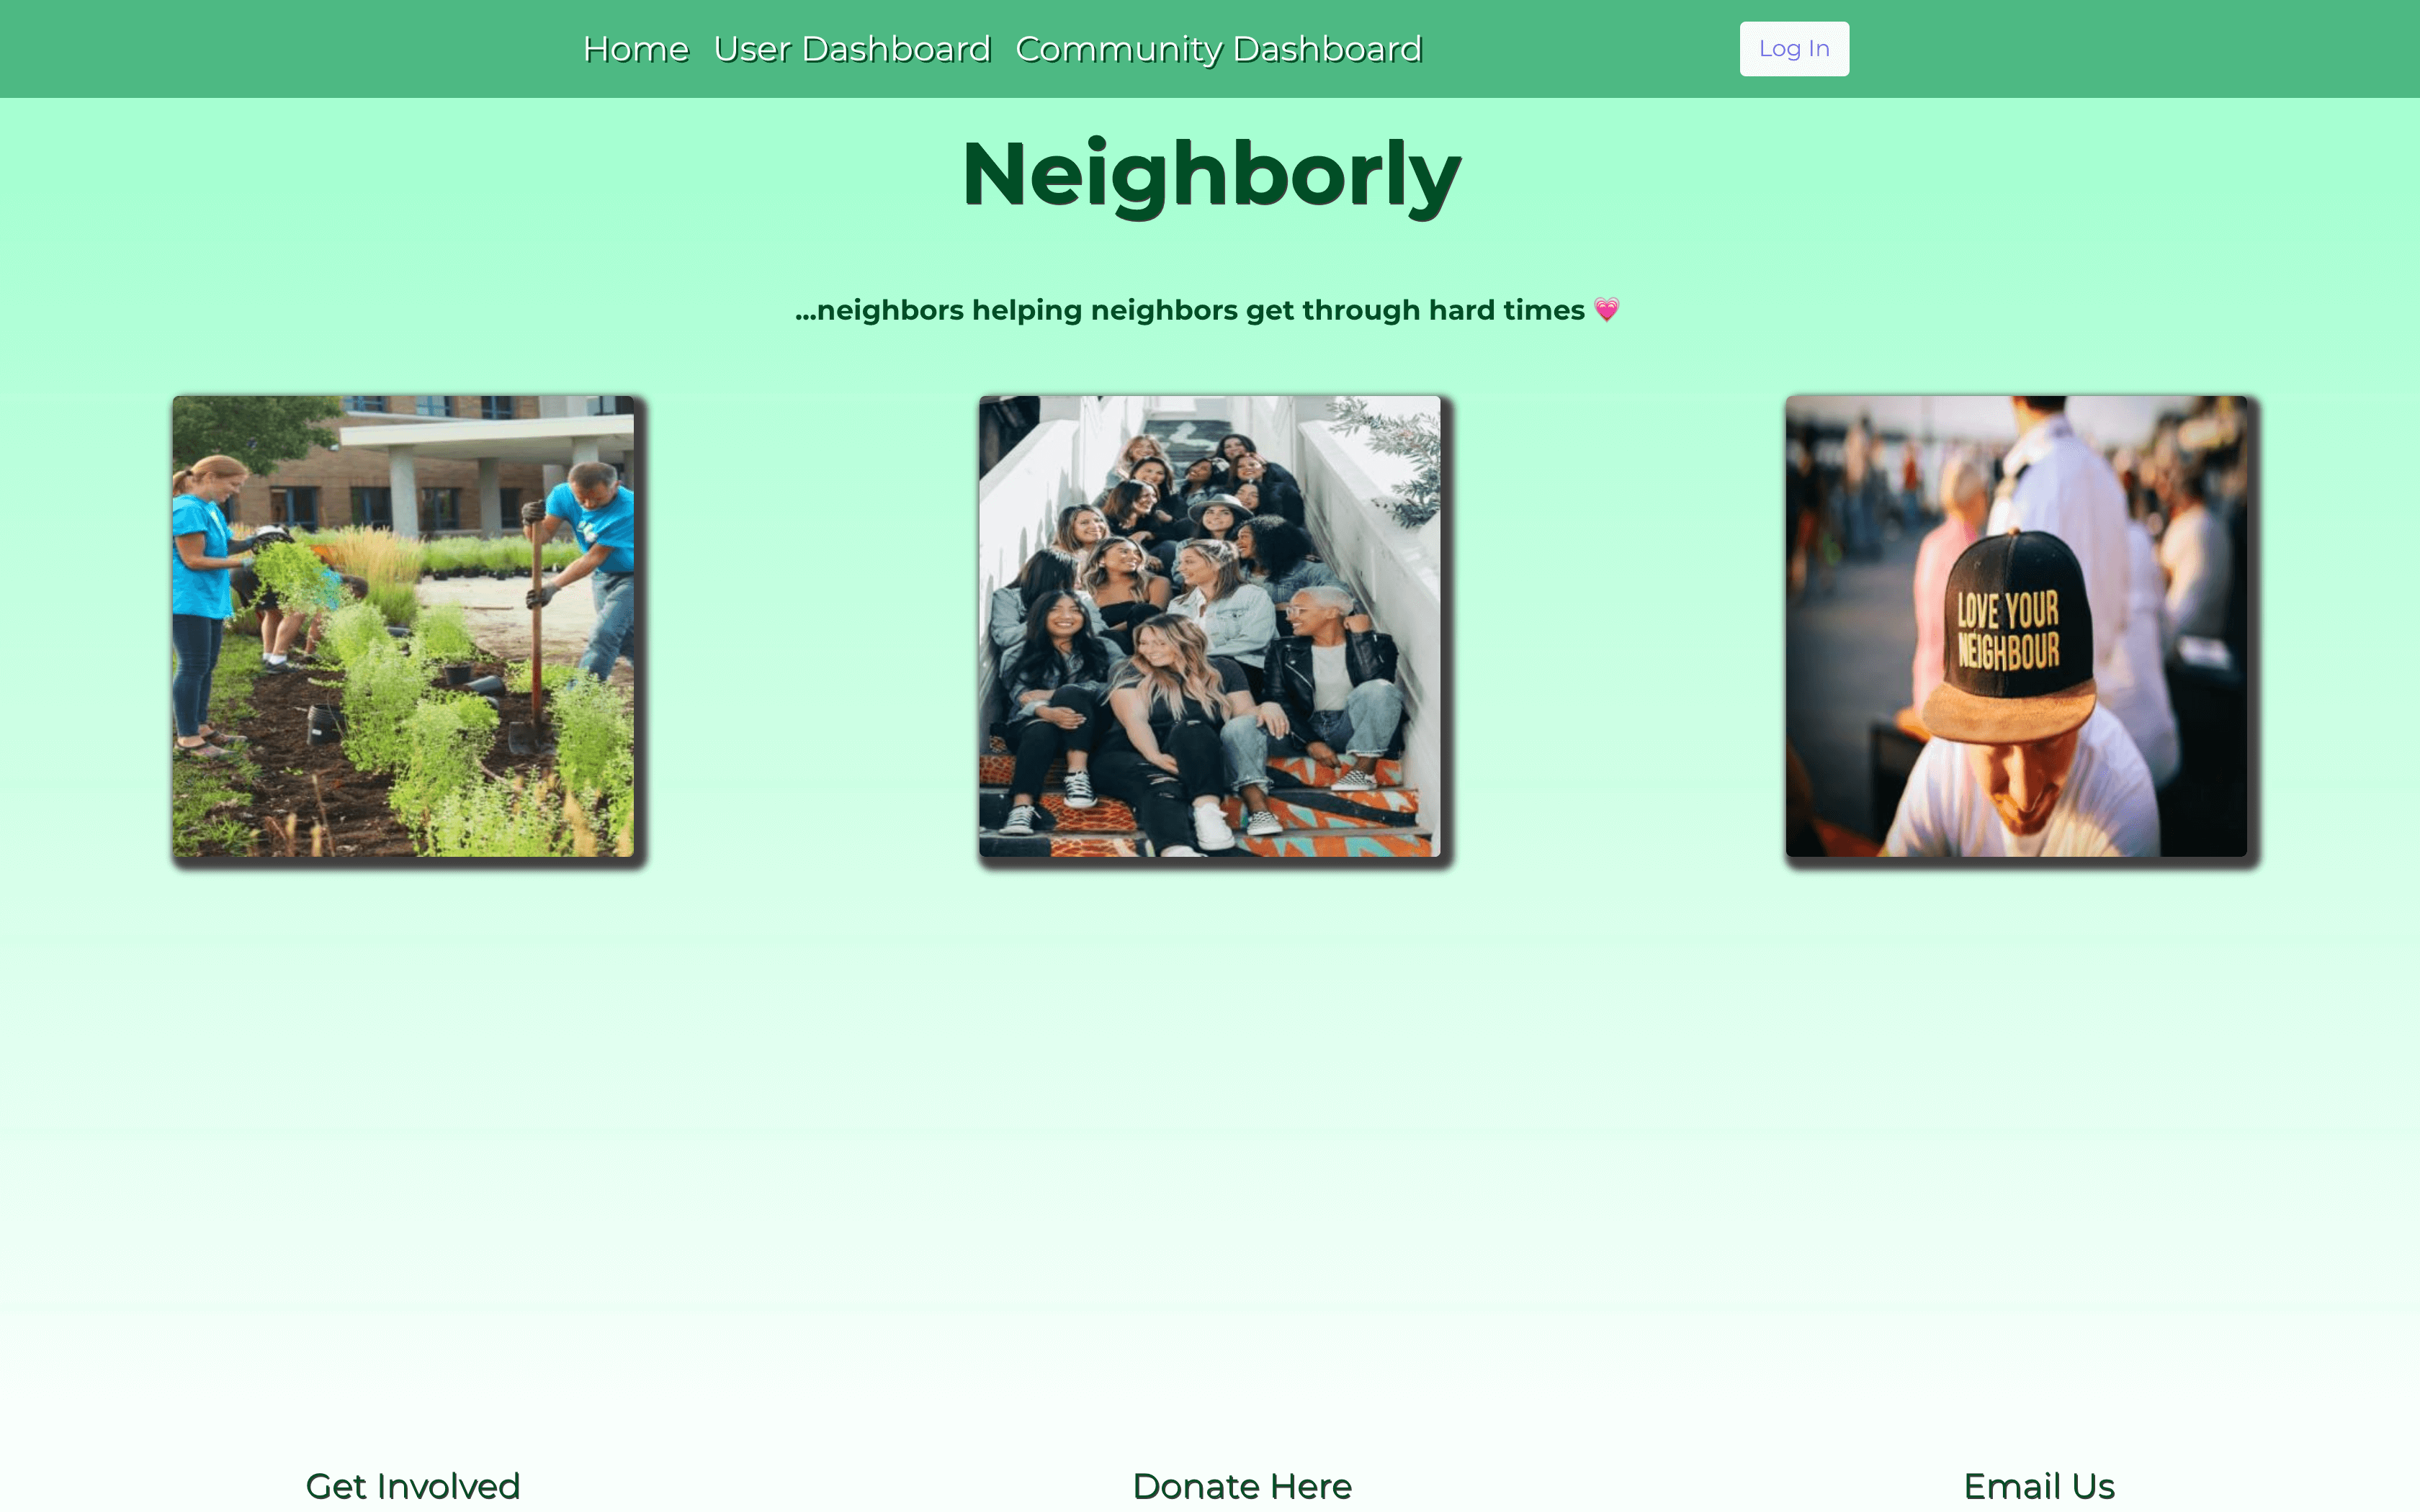 Home User Dashboard Community Dashboard Log In
Neighborly
...neighbors helping neighbors get through hard times 💗
LOVE YOUR
NEIGHBOUR
Get Involved Donate Here Email Us